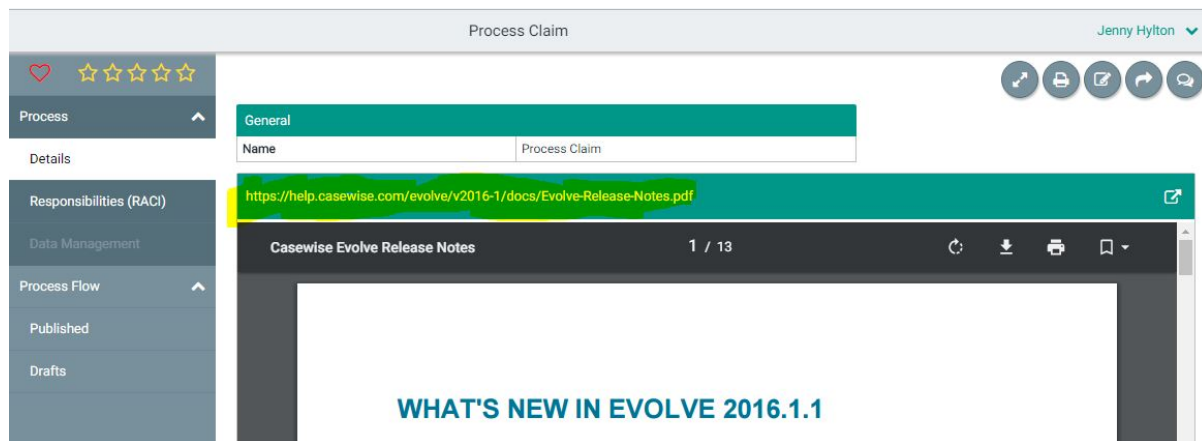 Process Claim
Jenny Hylton
Process
Details
Responsibilities (RACI)
Data Management
Process Flow
Published
Drafts
General
Name Process Claim
https://help.casewise.com/evolve/v2016-1/docs/Evolve-Release-Notes.pdf
Casewise Evolve Release Notes 1 / 13
WHAT'S NEW IN EVOLVE 2016.1.1